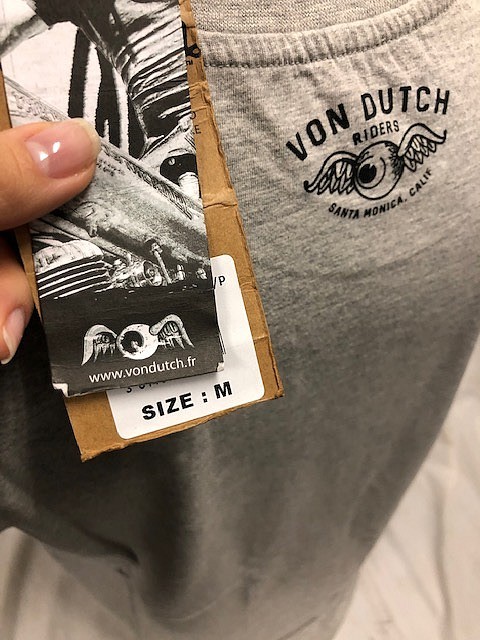 VON DUTCH
RIDERS
SANTA MONICA, CALIF
www.vondutch.fr
SIZE : M